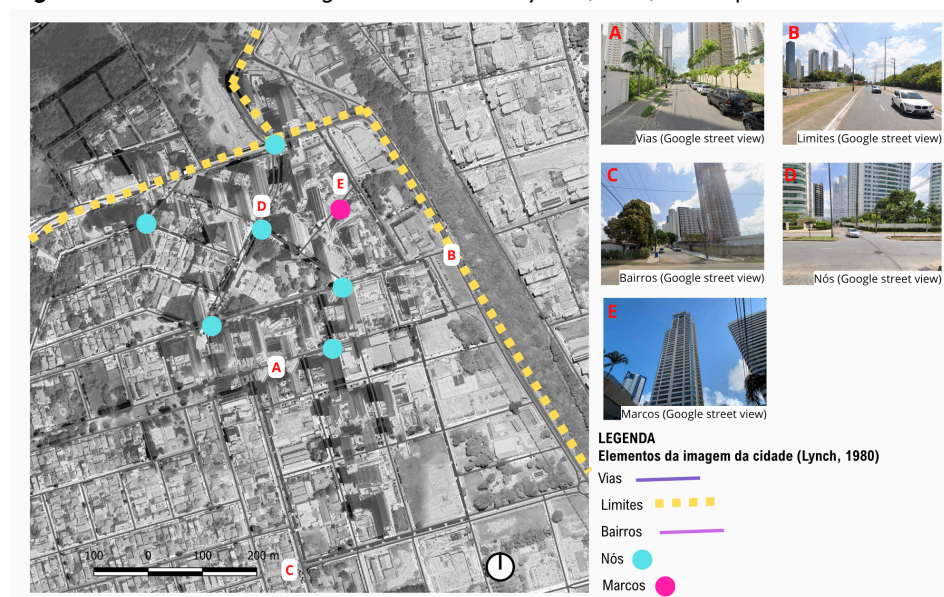 E
D
B
A
C
100 0 100 200 m
A
Vias (Google street view)
B
Limites (Google street view)
C
Bairros (Google street view)
D
Nós (Google street view)
E
Marcos (Google street view)
LEGENDA
Elementos da imagem da cidade (Lynch, 1980)
Vias
Limites
Bairros
Nós
Marcos